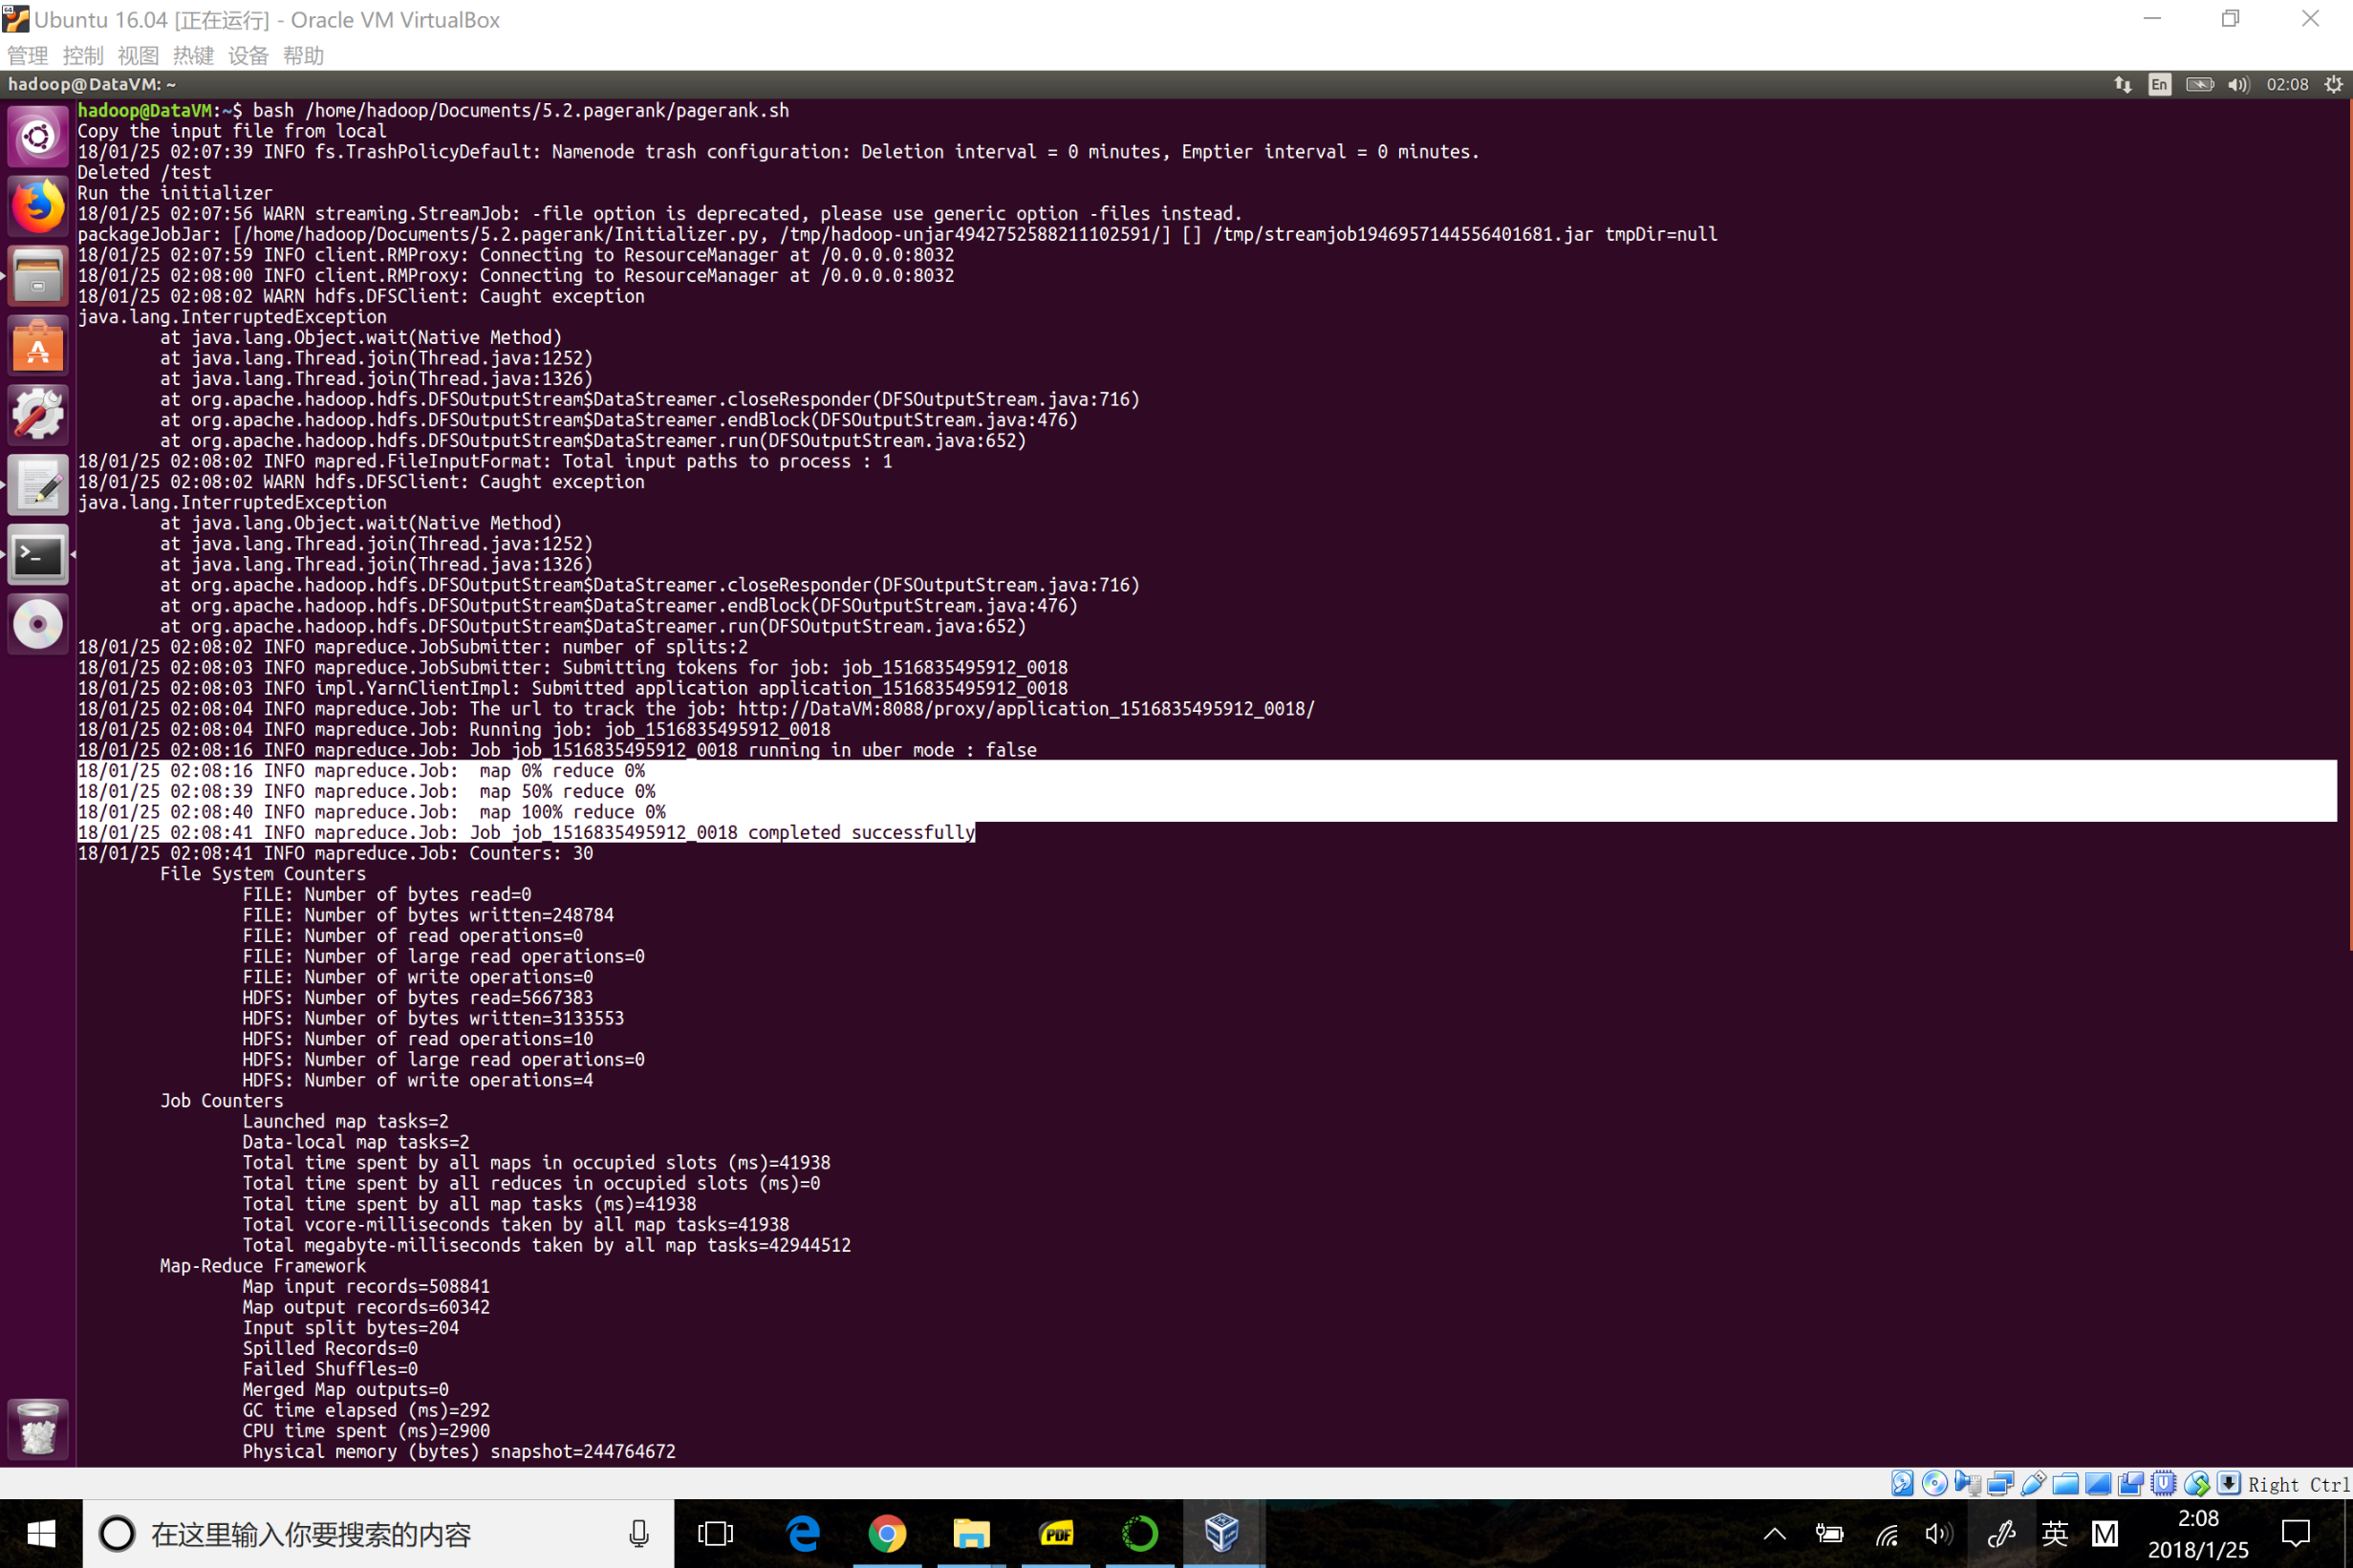 Ubuntu 16.04 [正在运行] - Oracle VM VirtualBox
管理 控制 视图 热键 设备 帮助
hadoop@DataVM: ~
En
02:08
hadoop@DataVM:~$ bash /home/hadoop/Documents/5.2.pagerank/pagerank.sh
Copy the input file from local
18/01/25 02:07:39 INFO fs.TrashPolicyDefault: Namenode trash configuration: Deletion interval = 0 minutes, Emptier interval = 0 minutes.
Deleted /test
Run the initializer
18/01/25 02:07:56 WARN streaming.StreamJob: -file option is deprecated, please use generic option -files instead.
packageJobJar: [/home/hadoop/Documents/5.2.pagerank/Initializer.py, /tmp/hadoop-unjar4942752588211102591/] [] /tmp/streamjob1946957144556401681.jar tmpDir=null
18/01/25 02:07:59 INFO client.RMProxy: Connecting to ResourceManager at /0.0.0.0:8032
18/01/25 02:08:00 INFO client.RMProxy: Connecting to ResourceManager at /0.0.0.0:8032
18/01/25 02:08:02 WARN hdfs.DFSClient: Caught exception
java.lang.InterruptedException
at java.lang.Object.wait(Native Method)
at java.lang.Thread.join(Thread.java:1252)
at java.lang.Thread.join(Thread.java:1326)
at org.apache.hadoop.hdfs.DFSOutputStream$DataStreamer.closeResponder(DFSOutputStream.java:716)
at org.apache.hadoop.hdfs.DFSOutputStream$DataStreamer.endBlock(DFSOutputStream.java:476)
at org.apache.hadoop.hdfs.DFSOutputStream$DataStreamer.run(DFSOutputStream.java:652)
18/01/25 02:08:02 INFO mapred.FileInputFormat: Total input paths to process : 1
18/01/25 02:08:02 WARN hdfs.DFSClient: Caught exception
java.lang.InterruptedException
at java.lang.Object.wait(Native Method)
at java.lang.Thread.join(Thread.java:1252)
at java.lang.Thread.join(Thread.java:1326)
at org.apache.hadoop.hdfs.DFSOutputStream$DataStreamer.closeResponder(DFSOutputStream.java:716)
at org.apache.hadoop.hdfs.DFSOutputStream$DataStreamer.endBlock(DFSOutputStream.java:476)
at org.apache.hadoop.hdfs.DFSOutputStream$DataStreamer.run(DFSOutputStream.java:652)
18/01/25 02:08:02 INFO mapreduce.JobSubmitter: number of splits:2
18/01/25 02:08:03 INFO mapreduce.JobSubmitter: Submitting tokens for job: job_1516835495912_0018
18/01/25 02:08:03 INFO impl.YarnClientImpl: Submitted application application_1516835495912_0018
18/01/25 02:08:04 INFO mapreduce.Job: The url to track the job: http://DataVM:8088/proxy/application_1516835495912_0018/
18/01/25 02:08:04 INFO mapreduce.Job: Running job: job_1516835495912_0018
18/01/25 02:08:16 INFO mapreduce.Job: Job job_1516835495912_0018 running in uber mode : false
18/01/25 02:08:16 INFO mapreduce.Job:  map 0% reduce 0%
18/01/25 02:08:39 INFO mapreduce.Job:  map 50% reduce 0%
18/01/25 02:08:40 INFO mapreduce.Job:  map 100% reduce 0%
18/01/25 02:08:41 INFO mapreduce.Job: Job job_1516835495912_0018 completed successfully
18/01/25 02:08:41 INFO mapreduce.Job: Counters: 30
File System Counters
FILE: Number of bytes read=0
FILE: Number of bytes written=248784
FILE: Number of read operations=0
FILE: Number of large read operations=0
FILE: Number of write operations=0
HDFS: Number of bytes read=5667383
HDFS: Number of bytes written=3133553
HDFS: Number of read operations=10
HDFS: Number of large read operations=0
HDFS: Number of write operations=4
Job Counters
Launched map tasks=2
Data-local map tasks=2
Total time spent by all maps in occupied slots (ms)=41938
Total time spent by all reduces in occupied slots (ms)=0
Total time spent by all map tasks (ms)=41938
Total vcore-milliseconds taken by all map tasks=41938
Total megabyte-milliseconds taken by all map tasks=42944512
Map-Reduce Framework
Map input records=508841
Map output records=60342
Input split bytes=204
Spilled Records=0
Failed Shuffles=0
Merged Map outputs=0
GC time elapsed (ms)=292
CPU time spent (ms)=2900
Physical memory (bytes) snapshot=244764672
Right Ctrl
在这里输入你要搜索的内容
PDF
英
M
2:08
2018/1/25